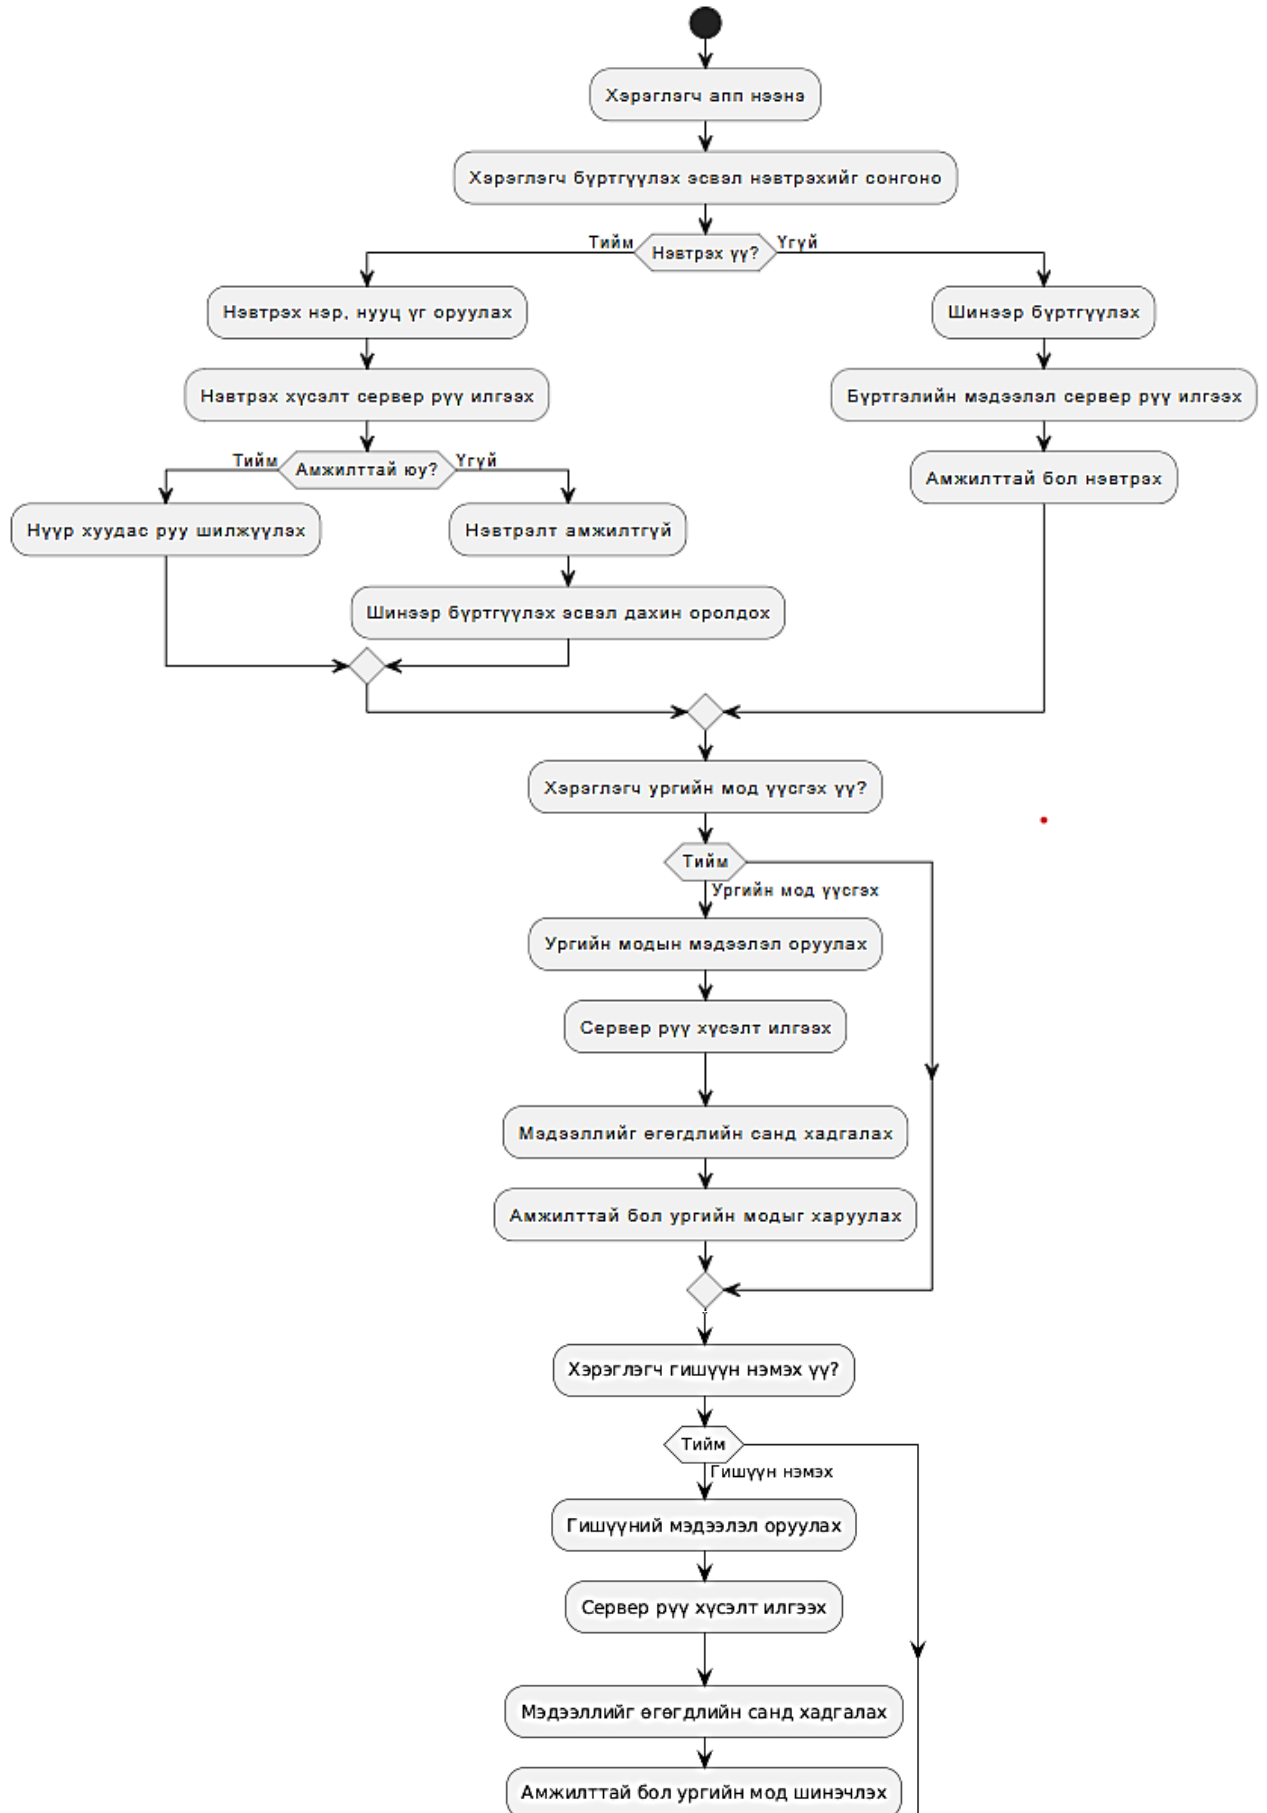 Хэрэглэгч апп нээнэ
Хэрэглэгч бүртгүүлэх эсвэл нэвтрэхийг сонгоно
Тийм
Нэвтрэх үү?
Үгүй
Нэвтрэх нэр, нууц үг оруулах
Шинээр бүртгүүлэх
Нэвтрэх хүсэлт сервер рүү илгээх
Бүртгэлийн мэдээлэл сервер рүү илгээх
Тийм
Амжилттай юу?
Үгүй
Амжилттай бол нэвтрэх
Нүүр хуудас руу шилжүүлэх
Нэвтрэлт амжилтгүй
Шинээр бүртгүүлэх эсвэл дахин оролдох
Хэрэглэгч ургийн мод үүсгэх үү?
Тийм
Ургийн мод үүсгэх
Ургийн модын мэдээлэл оруулах
Сервер рүү хүсэлт илгээх
Мэдээллийг өгөгдлийн санд хадгалах
Амжилттай бол ургийн модыг харуулах
Хэрэглэгч гишүүн нэмэх үү?
Тийм
Гишүүн нэмэх
Гишүүний мэдээлэл оруулах
Сервер рүү хүсэлт илгээх
Мэдээллийг өгөгдлийн санд хадгалах
Амжилттай бол ургийн мод шинэчлэх